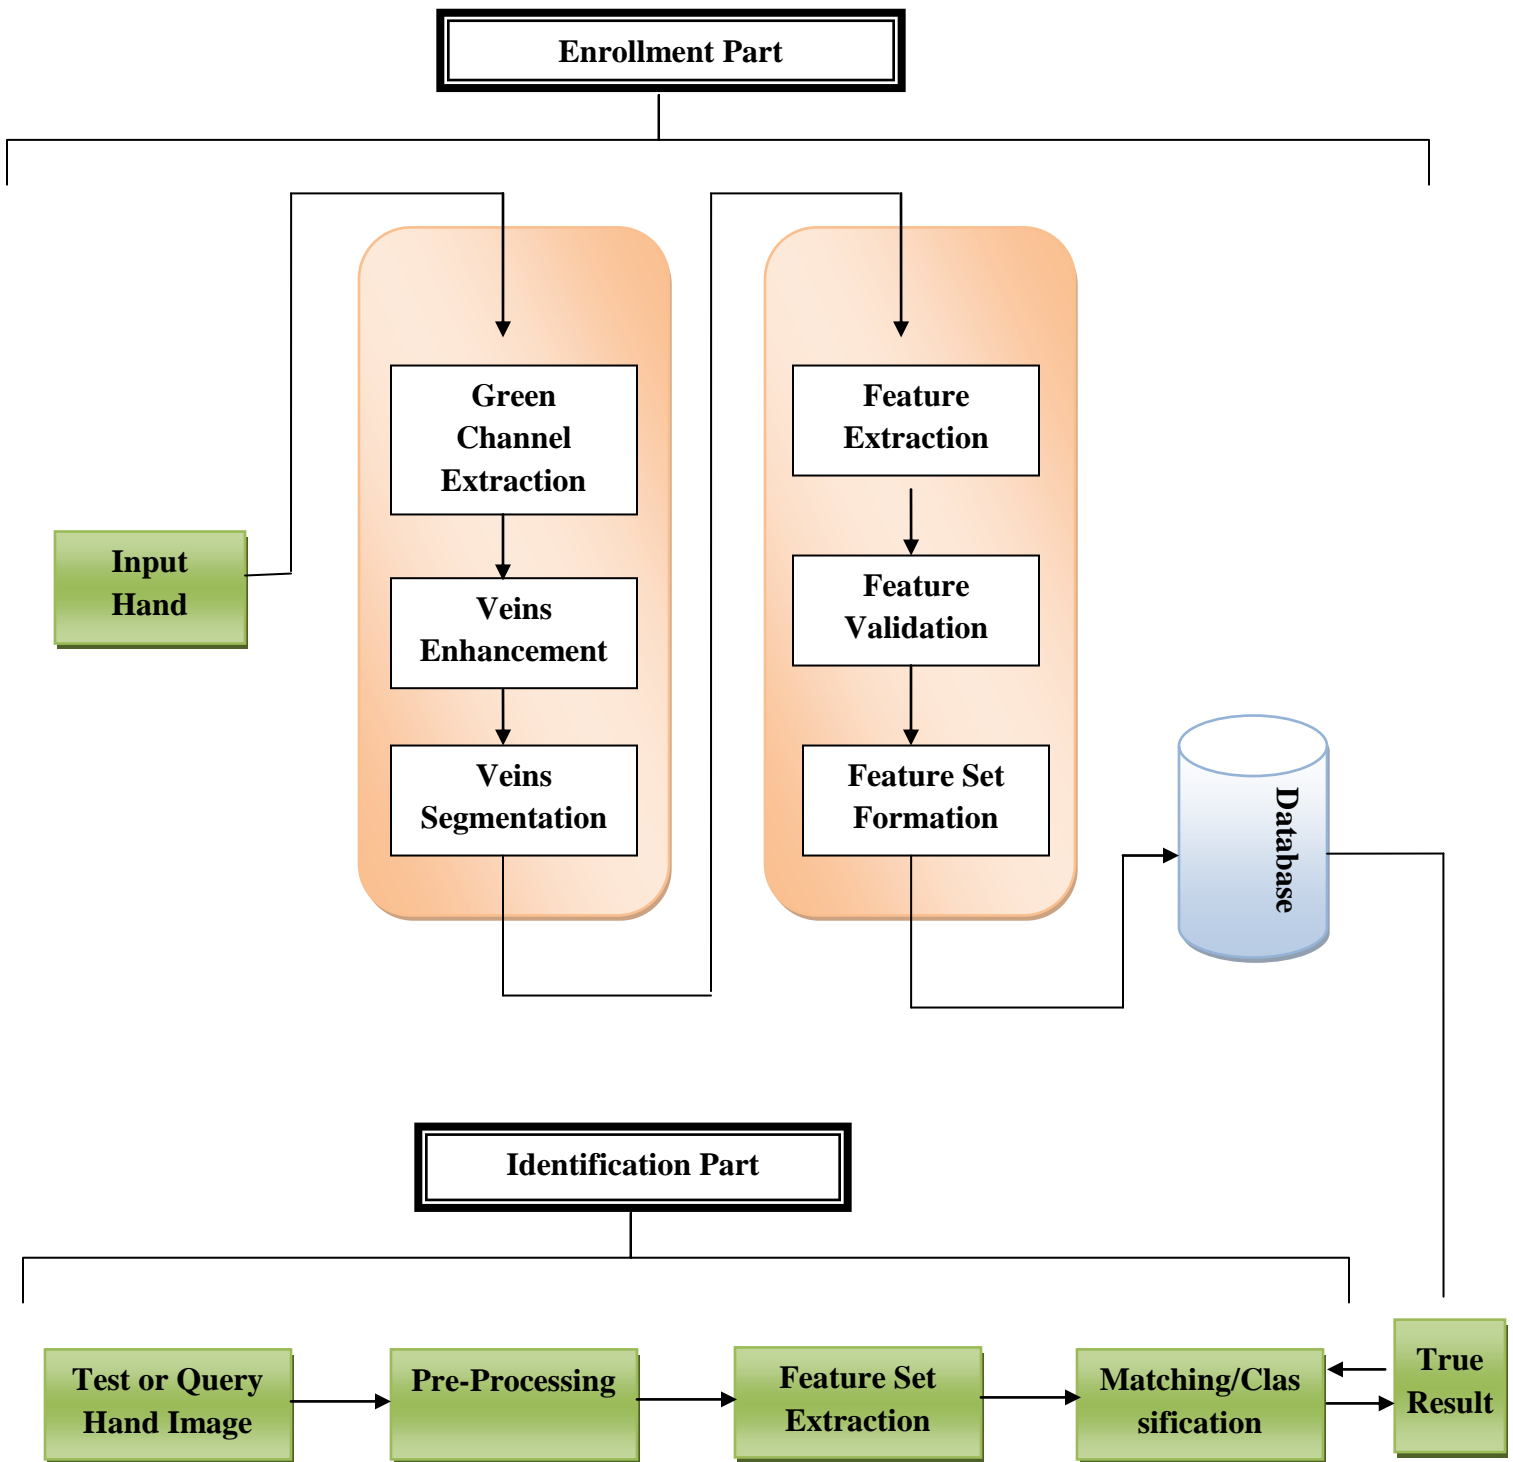 Enrollment Part
Input
Hand
Green
Channel
Extraction
Veins
Enhancement
Veins
Segmentation
Feature
Extraction
Feature
Validation
Feature Set
Formation
Database
Identification Part
Test or Query
Hand Image
Pre-Processing
Feature Set
Extraction
Matching/Clas
sification
True
Result